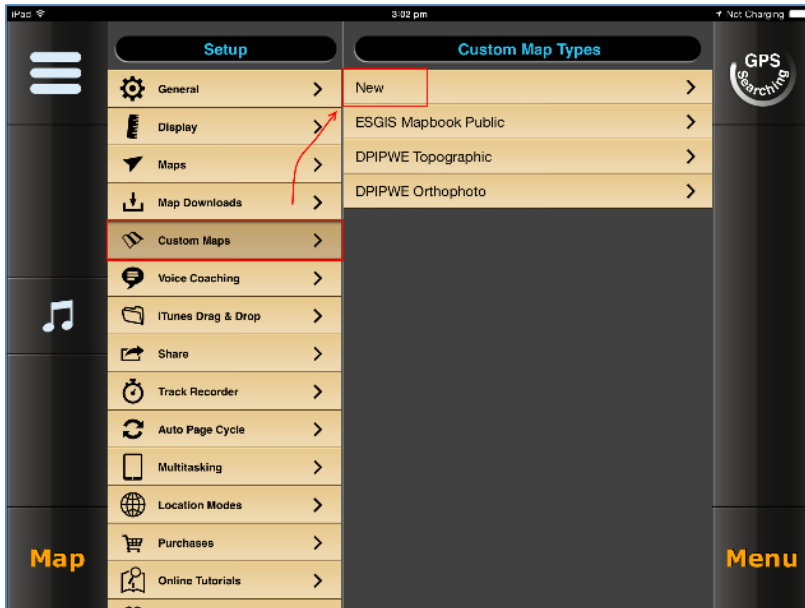 iPad
3:02 pm
Not Charging
Setup
Custom Map Types
GPS
Searching
General
Display
Maps
Map Downloads
Custom Maps
Voice Coaching
iTunes Drag & Drop
Share
Track Recorder
Auto Page Cycle
Multitasking
Location Modes
Purchases
Online Tutorials
New
ESGIS Mapbook Public
DPIPWE Topographic
DPIPWE Orthophoto
Map
Menu